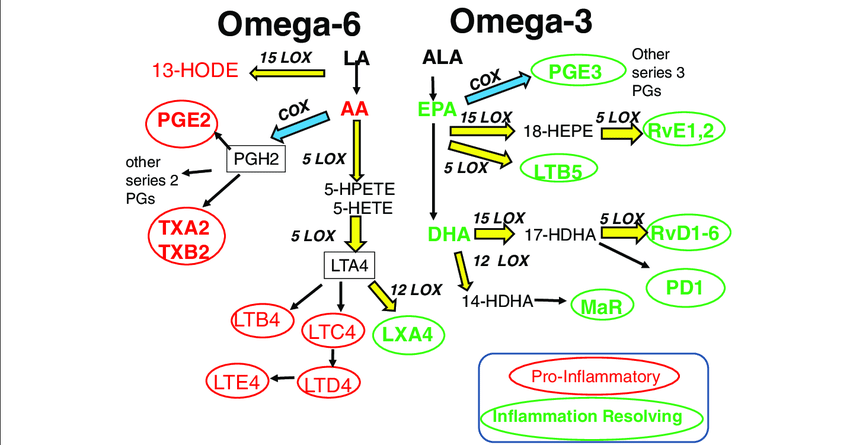 Omega-6
Omega-3
15 LOX
13-HODE
LA
COX
AA
PGE2
PGH2
5 LOX
other
series 2
PGs
5-HPETE
5-HETE
TXA2
TXB2
5 LOX
LTA4
12 LOX
LTB4
LTC4
LXA4
LTE4
LTD4
ALA
COX
PGE3
Other
series 3
PGs
EPA
15 LOX
18-HEPE
5 LOX
RvE1,2
5 LOX
LTB5
DHA
15 LOX
17-HDHA
5 LOX
RvD1-6
12 LOX
PD1
14-HDHA
MaR
Pro-Inflammatory
Inflammation Resolving